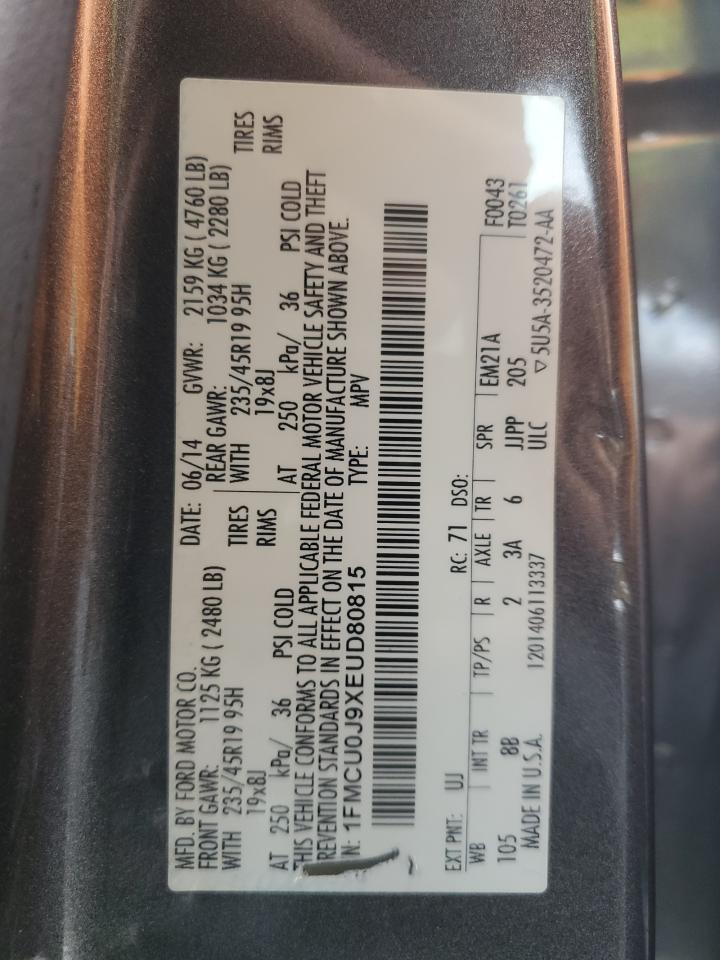 MFD. BY FORD MOTOR CO. DATE: 06/14 GVWR: 2159 KG ( 4760 LB)
FRONT GAWR: 1125 KG ( 2480 LB) REAR GAWR: 1034 KG ( 2280 LB)
WITH 235/45R19 95H TIRES WITH 235/45R19 95H TIRES
19x8J RIMS 19x8J RIMS
AT 250 kPa/ 36 PSI COLD AT 250 kPa/ 36 PSI COLD
THIS VEHICLE CONFORMS TO ALL APPLICABLE FEDERAL MOTOR VEHICLE SAFETY AND THEFT
REVENTION STANDARDS IN EFFECT ON THE DATE OF MANUFACTURE SHOWN ABOVE.
N: 1FMCU0J9XEUD80815 TYPE: MPV
EXT PNT: UJ RC: 71 DSO:
WB INT TR TP/PS R AXLE TR SPR EM21A F0043
105 8B 2 3A 6 JJPP 205 T0261
MADE IN U.S.A. 1201406113337 ULC ▽5U5A-3520472-AA